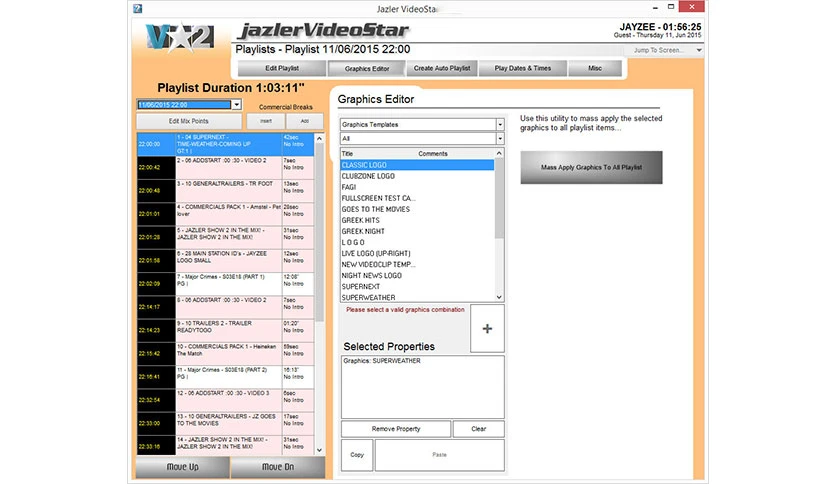 Jazler VideoStar
VS2
jazlerVideoStar
JAYZEE - 01:56:25
Guest - Thursday 11, Jun 2015
Playlists - Playlist 11/06/2015 22:00
Jump To Screen...
Edit Playlist
Graphics Editor
Create Auto Playlist
Play Dates & Times
Misc
Playlist Duration 1:03:11"
11/06/2015 22:00
Commercial Breaks
Edit Mix Points
Insert
Add
22:00:00
1 - 04 SUPERNEXT -
TIME-WEATHER-COMING UP
GT:1 (
42sec
No Intro
22:00:42
2 - 06 ADDSTART :00 :30 - VIDEO 2
7sec
No Intro
22:00:48
3 - 10 GENERALTRAILERS - TR FOOT
13sec
No Intro
22:01:01
4 - COMMERCIALS PACK 1 - Amstel - Pet
lover
28sec
No Intro
22:01:28
5 - JAZLER SHOW 2 IN THE MIX! -
JAZLER SHOW 2 IN THE MIX!
31sec
No Intro
22:01:58
6 - 28 MAIN STATION ID's - JAYZEE
LOGO SMALL
12sec
No Intro
22:02:09
7 - Major Crimes - S03E18 (PART 1)
PG (
12:08"
No Intro
22:14:17
8 - 06 ADDSTART :00 :30 - VIDEO 2
7sec
No Intro
22:14:23
9 - 10 TRAILERS 2 - TRAILER
READYTOGO
01:20"
No Intro
22:15:42
10 - COMMERCIALS PACK 1 - Heineken
The Match
59sec
No Intro
22:16:41
11 - Major Crimes - S03E18 (PART 2)
PG (
16:13"
No Intro
22:32:54
12 - 06 ADDSTART :00 :30 - VIDEO 3
6sec
No Intro
22:33:00
13 - 10 GENERALTRAILERS - JZ GOES
TO THE MOVIES
17sec
No Intro
22:33:16
14 - JAZLER SHOW 2 IN THE MIX! -
JAZLER SHOW 2 IN THE MIX!
31sec
No Intro
Move Up
Move Dn
Graphics Editor
Graphics Templates
All
Title
Comments
CLASSIC LOGO
CLUBZONE LOGO
FAGI
FULLSCREEN TEST CA...
GOES TO THE MOVIES
GREEK HITS
GREEK NIGHT
L O G O
LIVE LOGO (UP-RIGHT)
NEW VIDEOCLIP TEMP...
NIGHT NEWS LOGO
SUPERNEXT
SUPERWEATHER
Please select a valid graphics combination
+
Selected Properties
Graphics: SUPERWEATHER
Remove Property
Clear
Copy
Paste
Use this utility to mass apply the selected
graphics to all playlist items...
Mass Apply Graphics To All Playlist